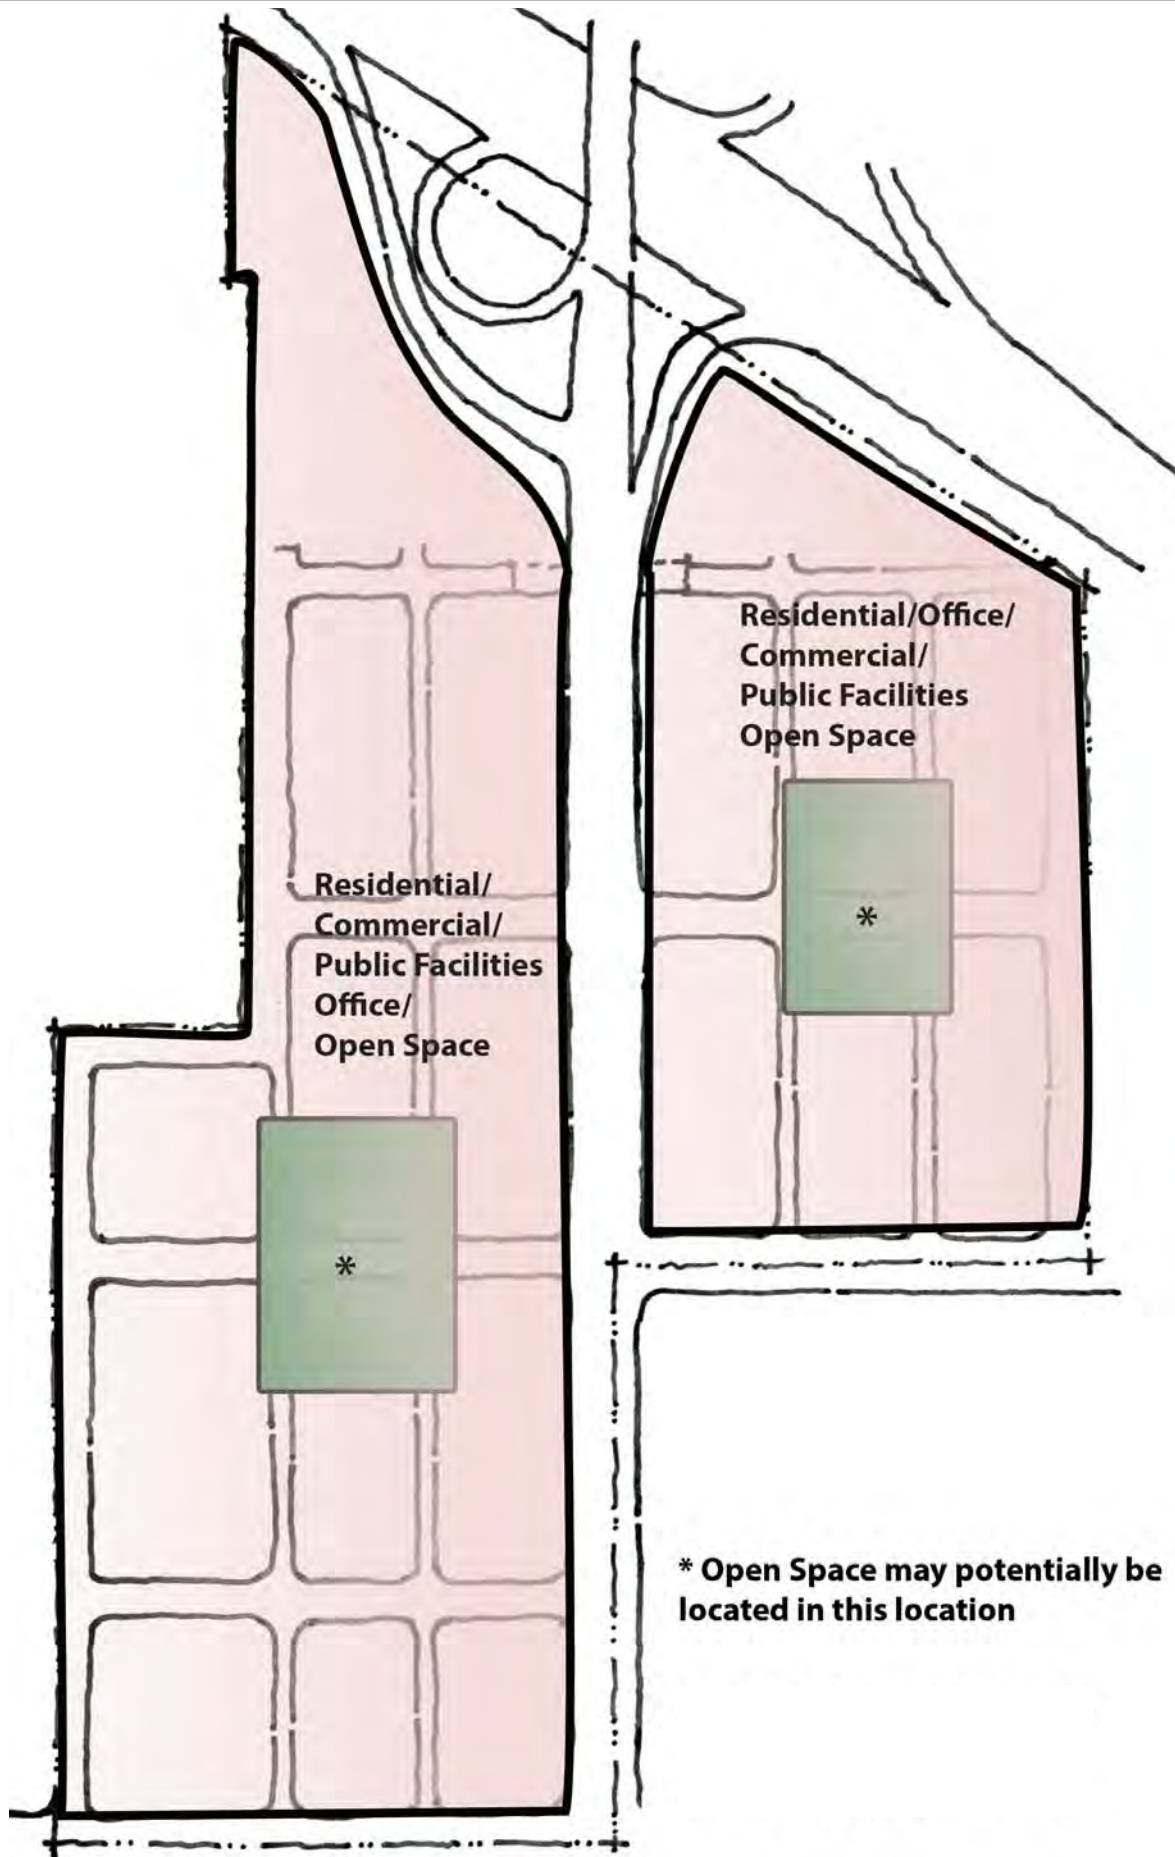 Residential/Office/
Commercial/
Public Facilities
Open Space
*
Residential/
Commercial/
Public Facilities
Office/
Open Space
*
* Open Space may potentially be
located in this location